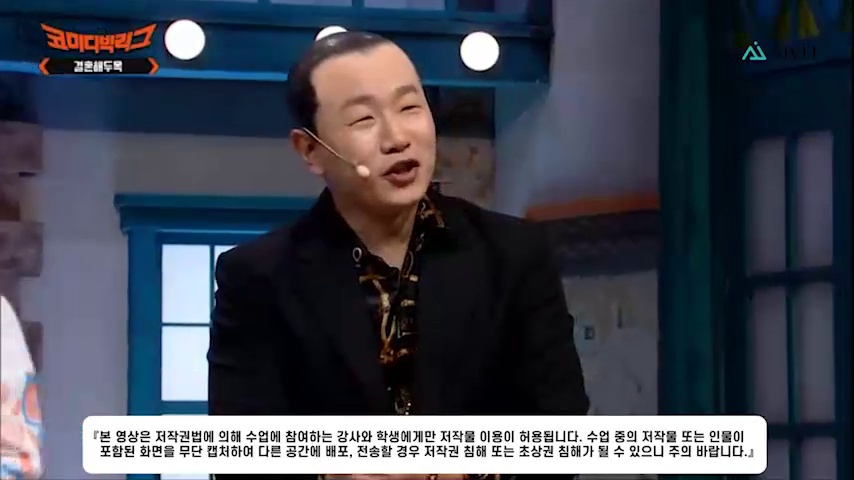 코미디빅리그
결혼해두목
『본 영상은 저작권법에 의해 수업에 참여하는 강사와 학생에게만 저작물 이용이 허용됩니다. 수업 중의 저작물 또는 인물이
포함된 화면을 무단 캡처하여 다른 공간에 배포, 전송할 경우 저작권 침해 또는 초상권 침해가 될 수 있으니 주의 바랍니다.』